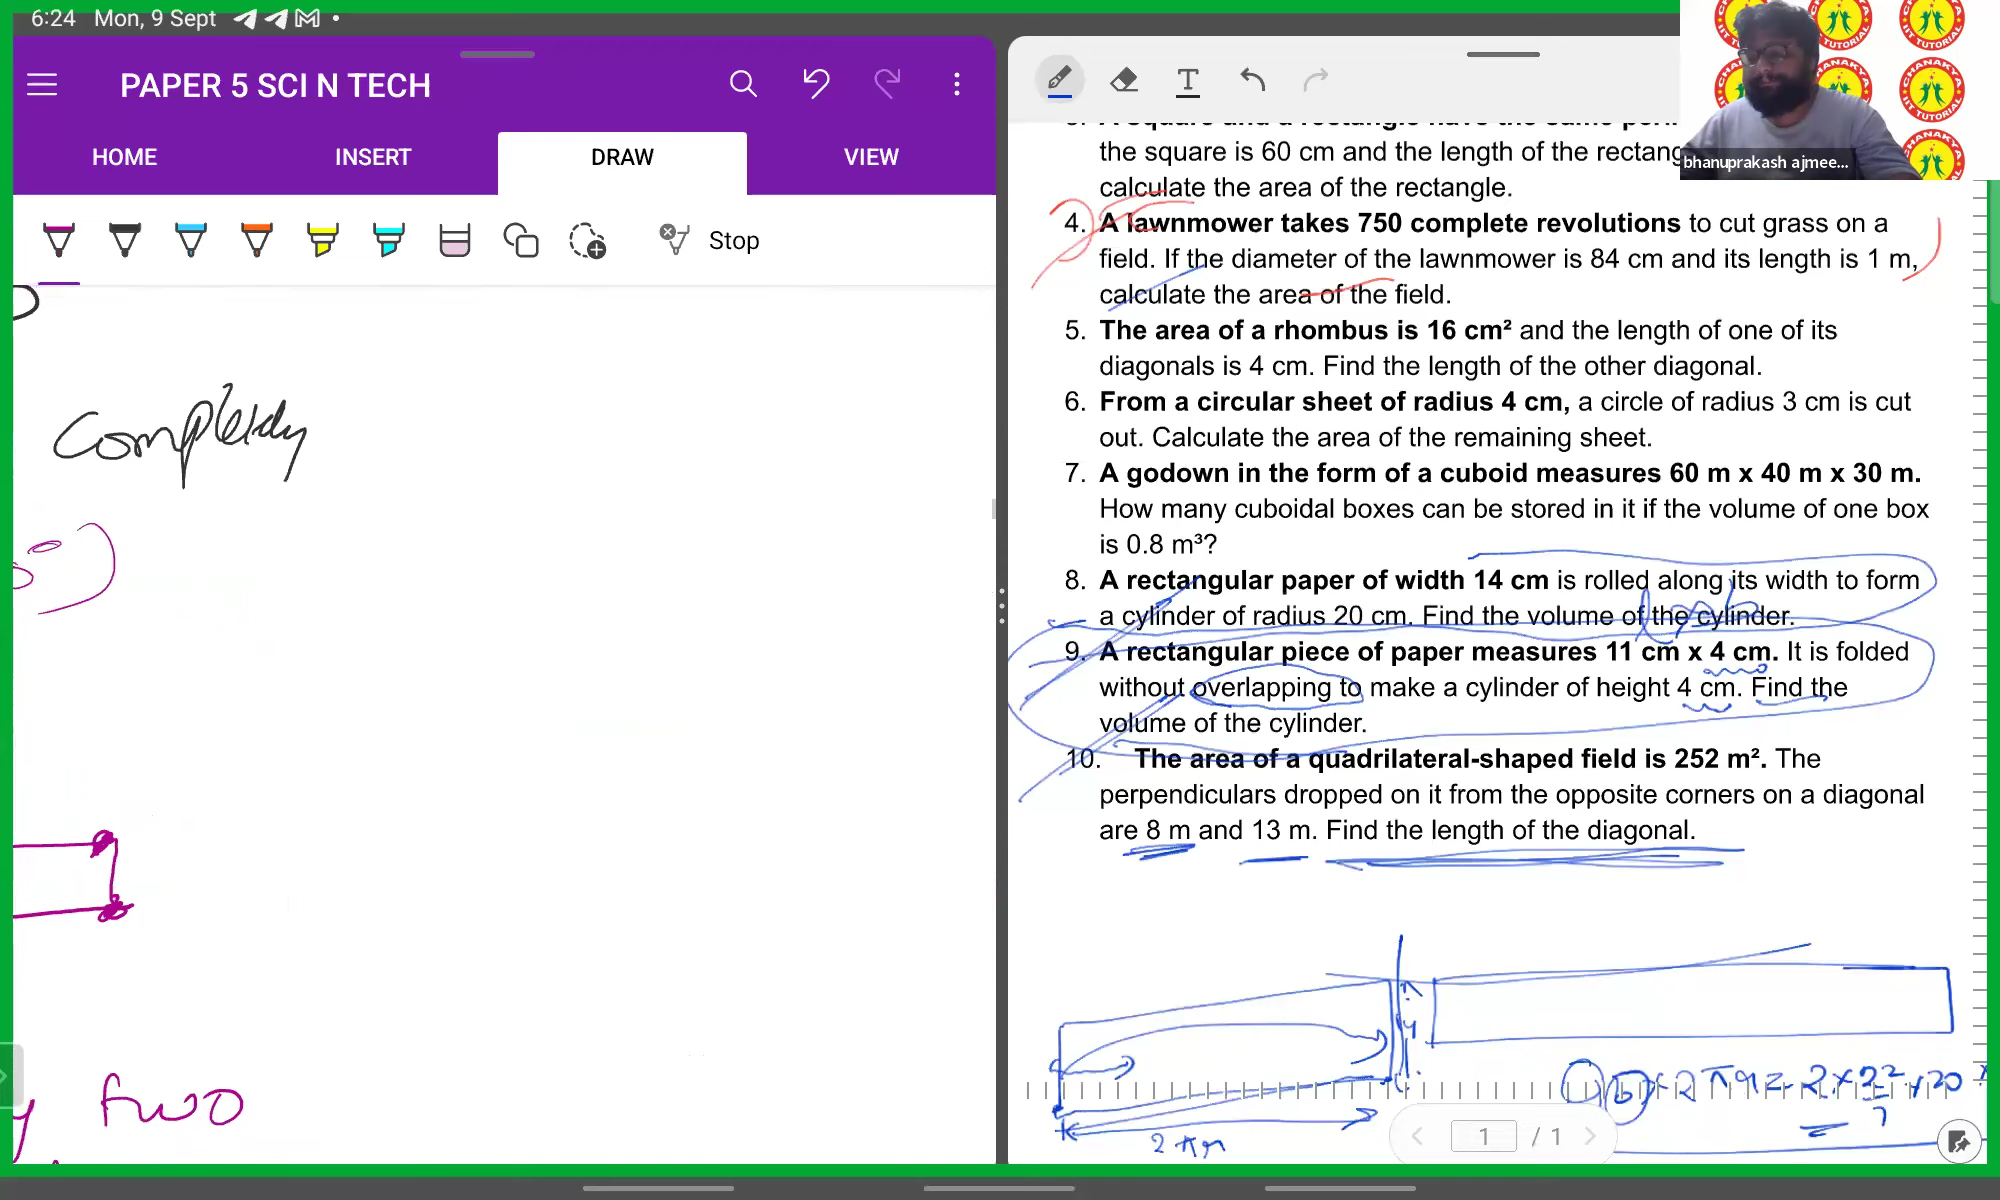 6:24 Mon, 9 Sept
PAPER 5 SCI N TECH
HOME INSERT DRAW VIEW
Stop
two
the square is 60 cm and the length of the
calculate the area of the rectangle.
4. A lawnmower takes 750 complete revolutions to cut grass on a
field. If the diameter of the lawnmower is 84 cm and its length is 1 m,
calculate the area of the field.
5. The area of a rhombus is 16 cm² and the length of one of its
diagonals is 4 cm. Find the length of the other diagonal.
6. From a circular sheet of radius 4 cm, a circle of radius 3 cm is cut
out. Calculate the area of the remaining sheet.
7. A godown in the form of a cuboid measures 60 m x 40 m x 30 m.
How many cuboidal boxes can be stored in it if the volume of one box
is 0.8 m³?
8. A rectangular paper of width 14 cm is rolled along its width to form
a cylinder of radius 20 cm. Find the volume of the cylinder.
9. A rectangular piece of paper measures 11 cm x 4 cm. It is folded
without overlapping to make a cylinder of height 4 cm. Find the
volume of the cylinder.
10. The area of a quadrilateral-shaped field is 252 m². The
perpendiculars dropped on it from the opposite corners on a diagonal
are 8 m and 13 m. Find the length of the diagonal.
1 / 1
bhanuprakash ajmee...
CHANAKYA
IIT TUTORIAL